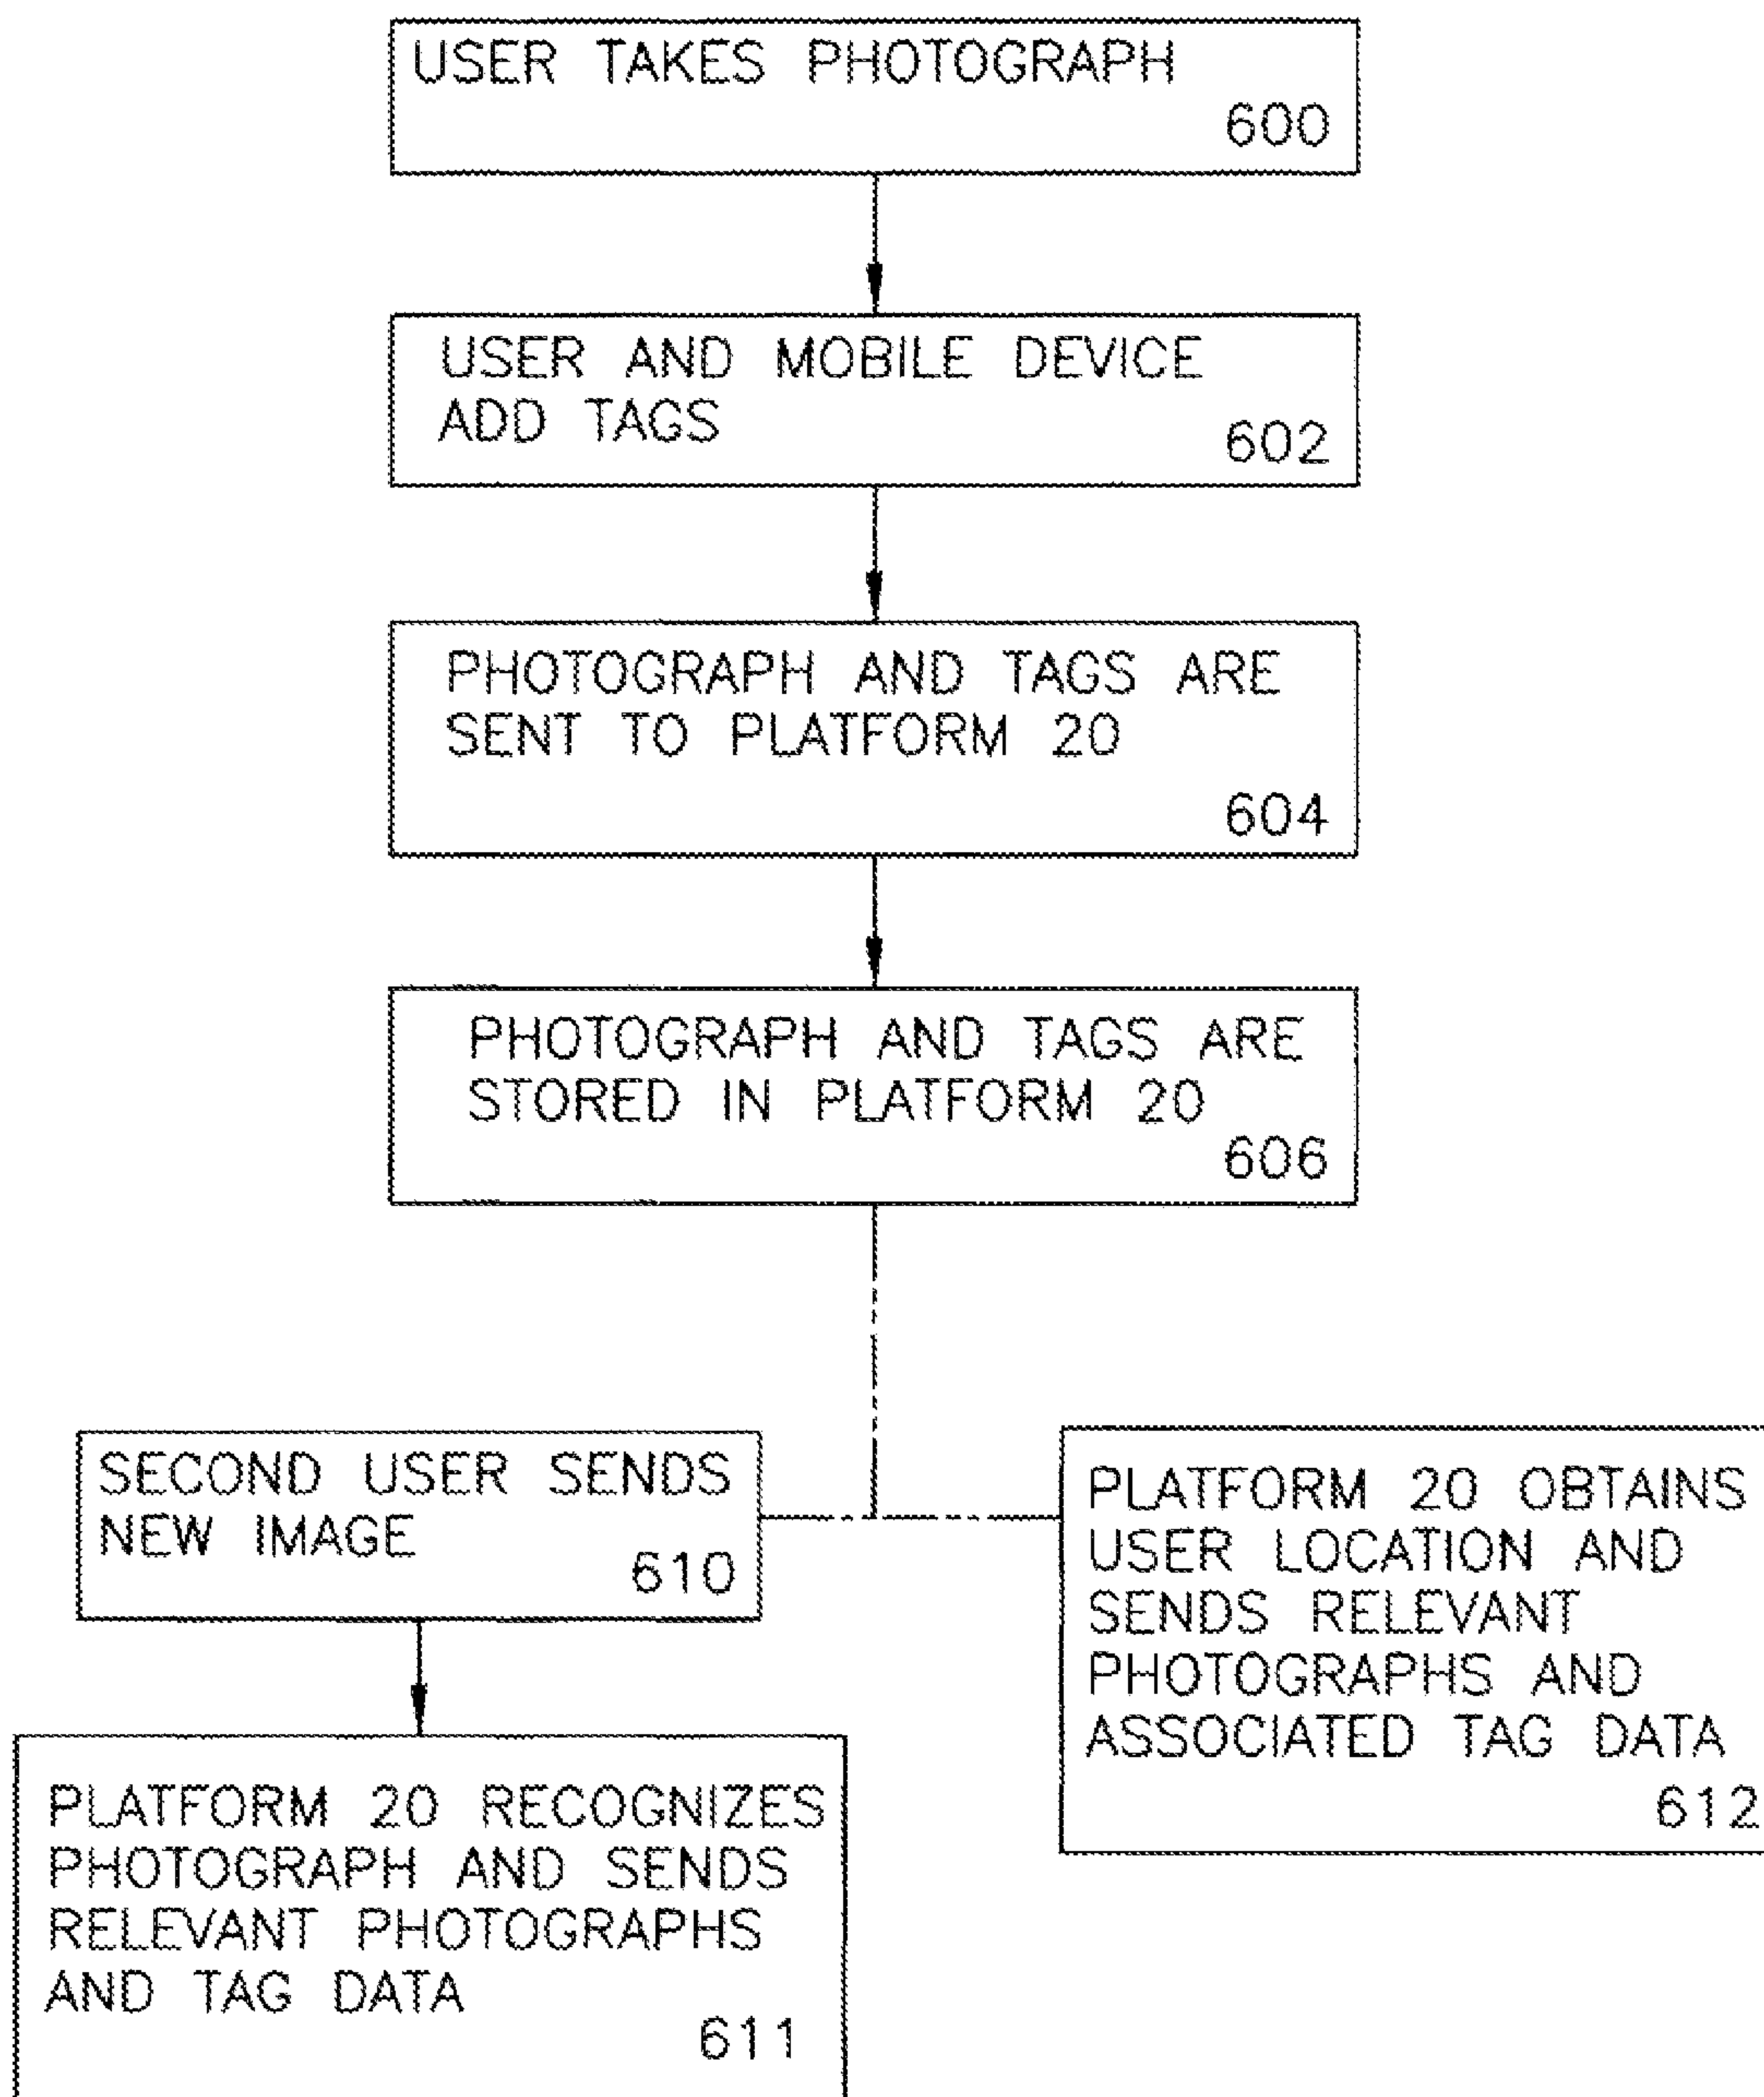 USER TAKES PHOTOGRAPH
600
USER AND MOBILE DEVICE
ADD TAGS
602
PHOTOGRAPH AND TAGS ARE
SENT TO PLATFORM 20
604
PHOTOGRAPH AND TAGS ARE
STORED IN PLATFORM 20
606
SECOND USER SENDS
NEW IMAGE
610
PLATFORM 20 RECOGNIZES
PHOTOGRAPH AND SENDS
RELEVANT PHOTOGRAPHS
AND TAG DATA
611
PLATFORM 20 OBTAINS
USER LOCATION AND
SENDS RELEVANT
PHOTOGRAPHS AND
ASSOCIATED TAG DATA
612